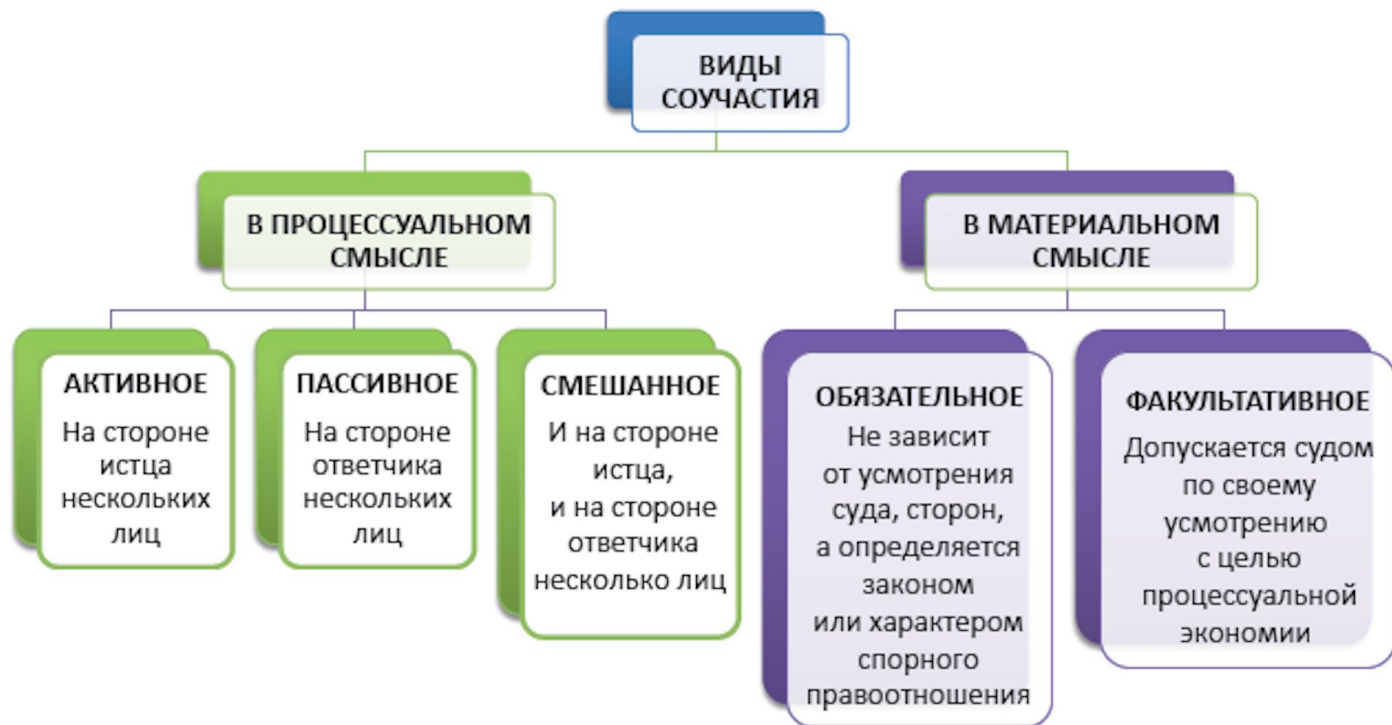 ВИДЫ
СОУЧАСТИЯ
В ПРОЦЕССУАЛЬНОМ
СМЫСЛЕ
В МАТЕРИАЛЬНОМ
СМЫСЛЕ
АКТИВНОЕ
На стороне
истца
нескольких
лиц
ПАССИВНОЕ
На стороне
ответчика
нескольких
лиц
СМЕШАННОЕ
И на стороне
истца,
и на стороне
ответчика
несколько лиц
ОБЯЗАТЕЛЬНОЕ
Не зависит
от усмотрения
суда, сторон,
а определяется
законом
или характером
спорного
правоотношения
ФАКУЛЬТАТИВНОЕ
Допускается судом
по своему
усмотрению
с целью
процессуальной
экономии